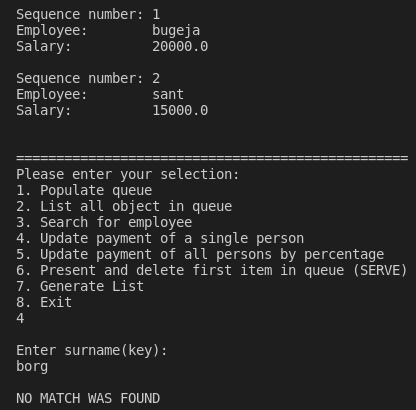 Sequence number: 1
Employee:        bugeja
Salary:          20000.0
Sequence number: 2
Employee:        sant
Salary:          15000.0
=================================================
Please enter your selection:
1. Populate queue
2. List all object in queue
3. Search for employee
4. Update payment of a single person
5. Update payment of all persons by percentage
6. Present and delete first item in queue (SERVE)
7. Generate List
8. Exit
4
Enter surname(key):
borg
NO MATCH WAS FOUND